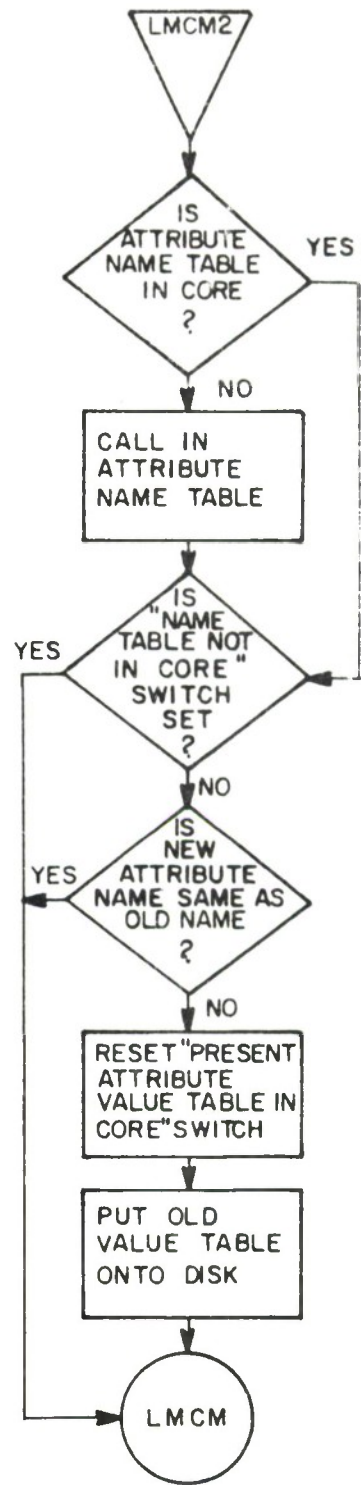 LMCM2
IS
ATTRIBUTE
NAME TABLE
IN CORE
?
YES
NO
CALL IN
ATTRIBUTE
NAME TABLE
IS
"NAME
TABLE NOT
IN CORE"
SWITCH
SET
?
YES
NO
IS
NEW
ATTRIBUTE
NAME SAME AS
OLD NAME
?
YES
NO
RESET "PRESENT
ATTRIBUTE
VALUE TABLE IN
CORE" SWITCH
PUT OLD
VALUE TABLE
ONTO DISK
LMCM